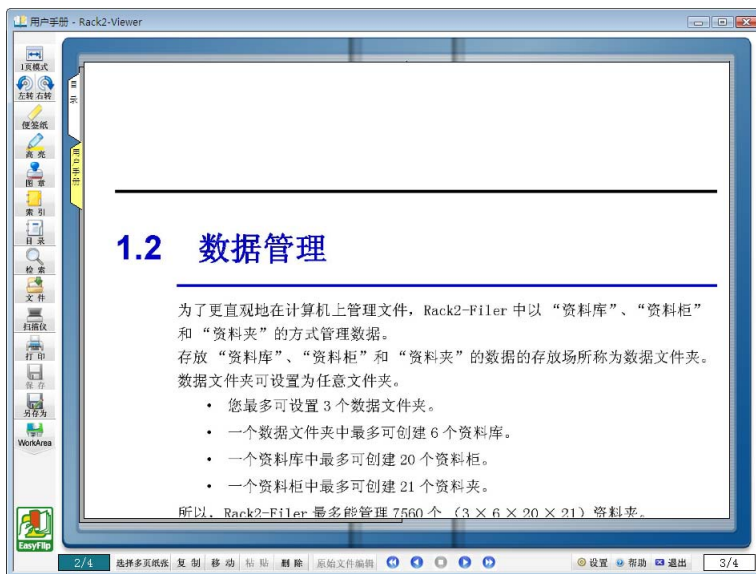 用户手册 - Rack2-Viewer
1页模式
左转 右转
便签纸
高 亮
图 章
索 引
目 录
检 索
文 件
扫描仪
打 印
保 存
另存为
WorkArea
EasyFlip
目 录
用户手册
1.2 数据管理
为了更直观地在计算机上管理文件，Rack2-Filer 中以 “资料库”、“资料柜”
和 “资料夹” 的方式管理数据。
存放 “资料库”、“资料柜” 和 “资料夹” 的数据的存放场所称为数据文件夹。
数据文件夹可设置为任意文件夹。
• 您最多可设置 3 个数据文件夹。
• 一个数据文件夹中最多可创建 6 个资料库。
• 一个资料库中最多可创建 20 个资料柜。
• 一个资料柜中最多可创建 21 个资料夹。
所以，Rack2-Filer 最多能管理 7560 个 （3 × 6 × 20 × 21）资料夹。
2/4 选择多页纸张 复 制 移 动 粘 贴 删 除 原始文件编辑 设置 帮助 退出 3/4